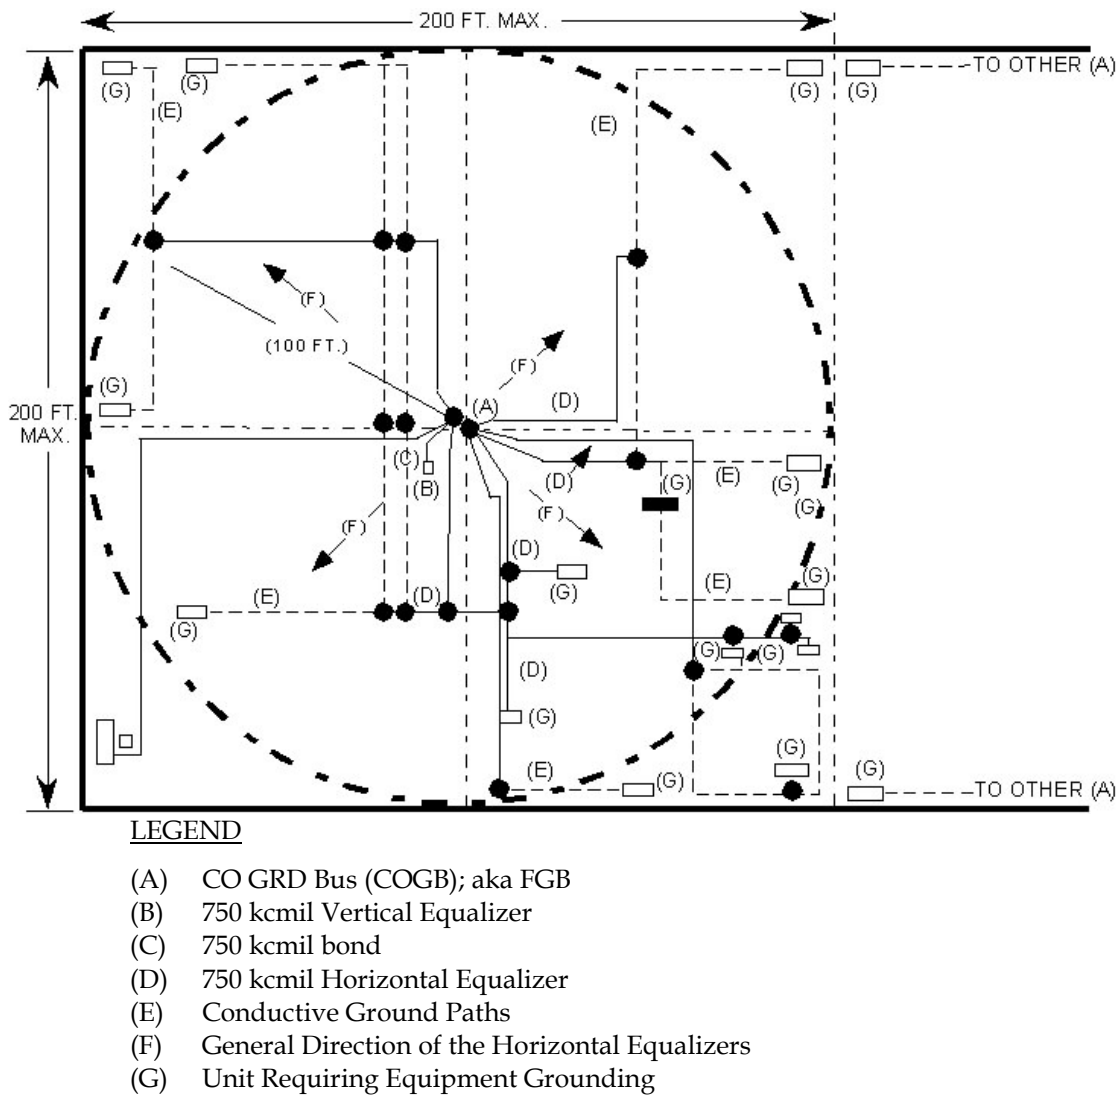 200 FT. MAX.
(G)
(G)
(G)
(G)
TO OTHER (A)
(E)
(E)
(F)
(100 FT.)
(F)
(G)
(A)
(D)
200 FT.
MAX.
(C)
(B)
(D)
(G)
(E)
(G)
(G)
(F)
(F)
(D)
(G)
(E)
(G)
(E)
(D)
(G)
(G)
(G)
(D)
(G)
(G)
(G)
(E)
(G)
TO OTHER (A)
LEGEND
(A) CO GRD Bus (COGB); aka FGB
(B) 750 kcmil Vertical Equalizer
(C) 750 kcmil bond
(D) 750 kcmil Horizontal Equalizer
(E) Conductive Ground Paths
(F) General Direction of the Horizontal Equalizers
(G) Unit Requiring Equipment Grounding